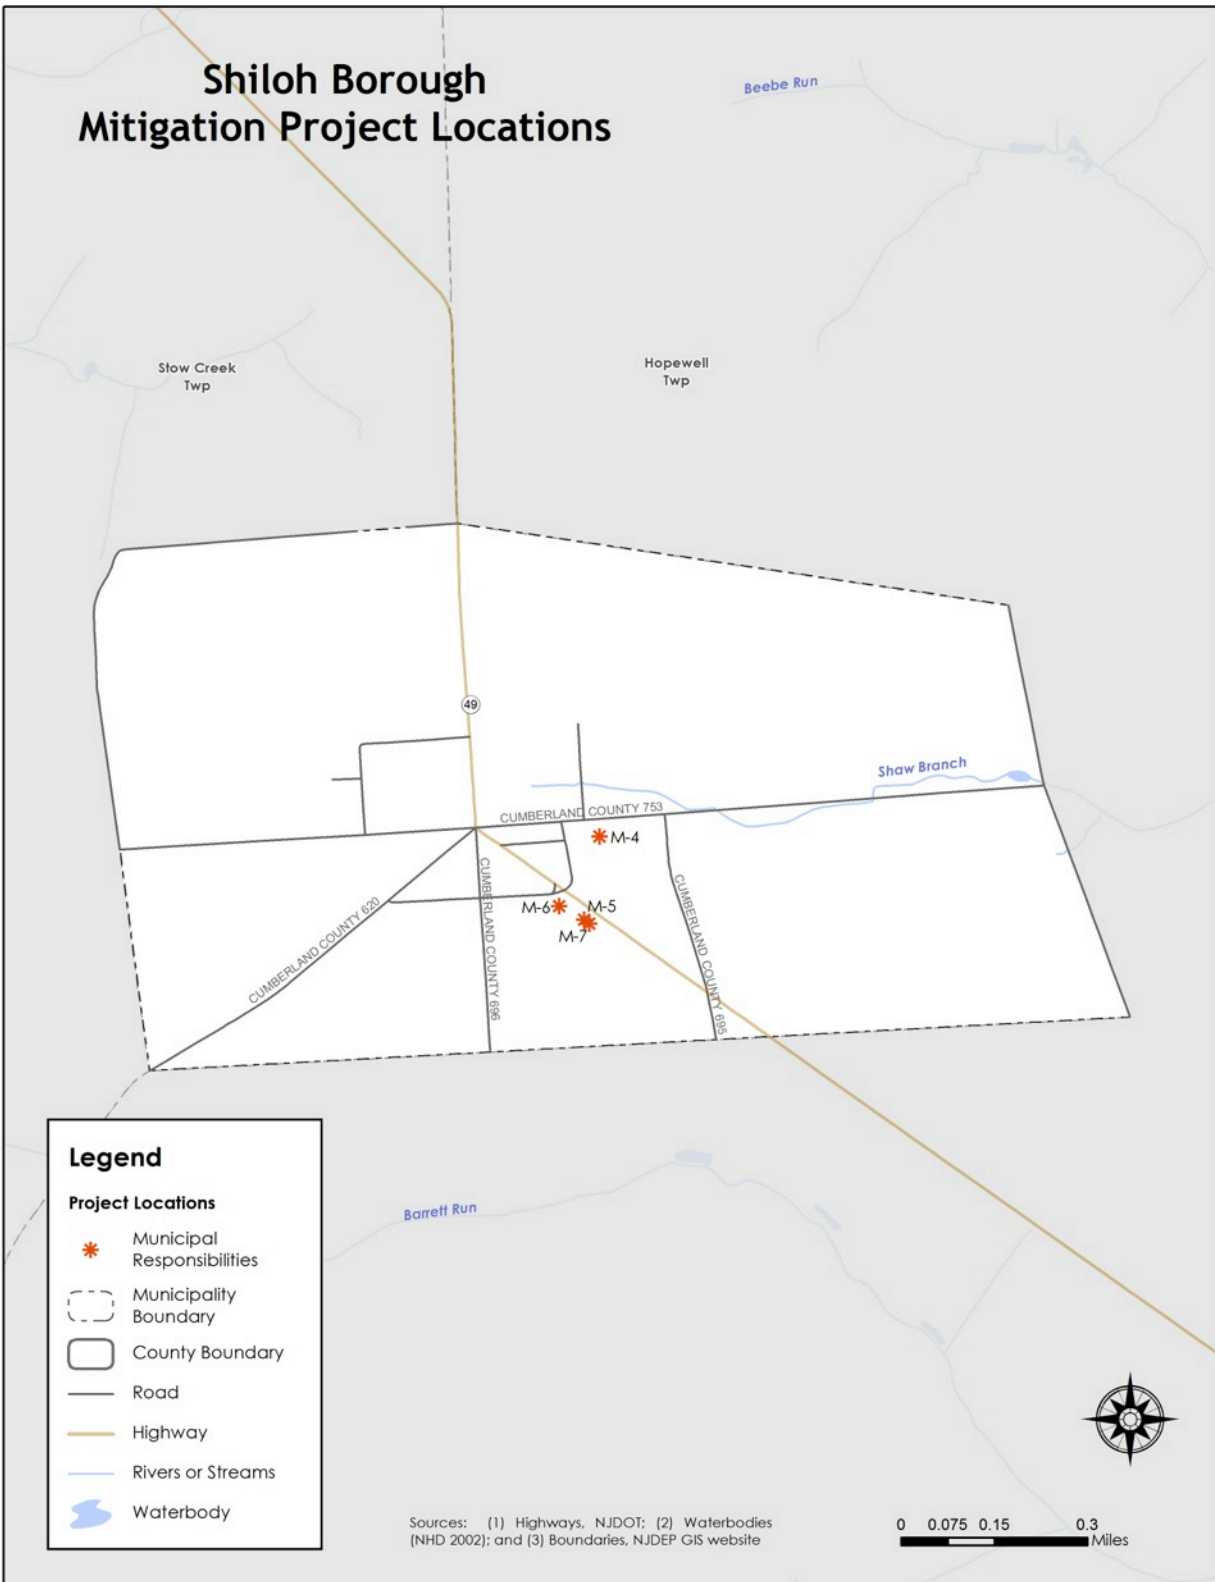 Shiloh Borough
Mitigation Project Locations
Beebe Run
Stow Creek
Twp
Hopewell
Twp
49
Shaw Branch
CUMBERLAND COUNTY 753
M-4
CUMBERLAND COUNTY 620
CUMBERLAND COUNTY 696
CUMBERLAND COUNTY 695
M-6
M-5
M-7
Legend
Project Locations
Municipal
Responsibilities
Municipality
Boundary
County Boundary
Road
Highway
Rivers or Streams
Waterbody
Barrett Run
Sources: (1) Highways, NJDOT; (2) Waterbodies
(NHD 2002); and (3) Boundaries, NJDEP GIS website
0 0.075 0.15 0.3
Miles